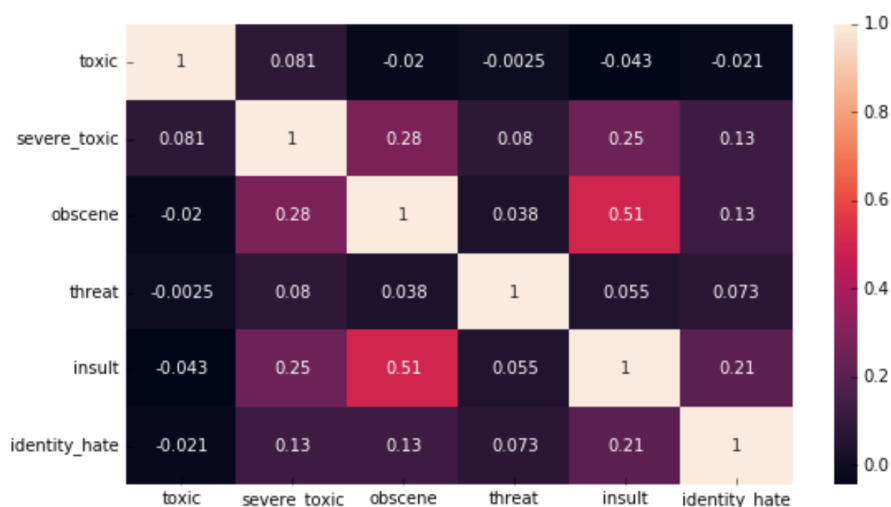 1.0
toxic 1 0.081 -0.02 -0.0025 -0.043 -0.021
0.8
severe_toxic 0.081 1 0.28 0.08 0.25 0.13
obscene -0.02 0.28 1 0.038 0.51 0.13
0.6
threat -0.0025 0.08 0.038 1 0.055 0.073
0.4
insult -0.043 0.25 0.51 0.055 1 0.21
0.2
identity_hate -0.021 0.13 0.13 0.073 0.21 1
0.0
toxic severe_toxic obscene threat insult identity_hate